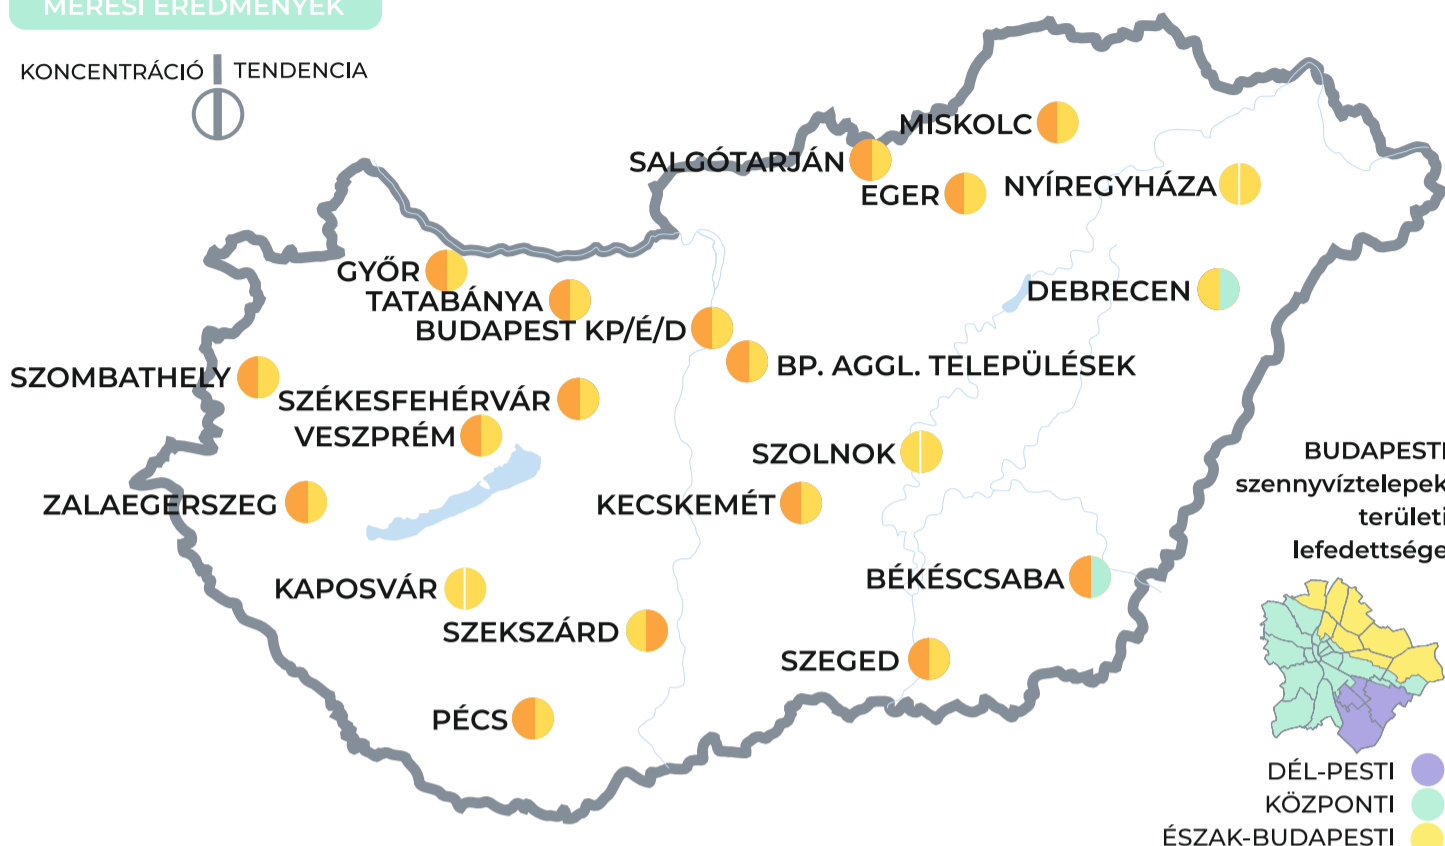 MÉRÉSI EREDMÉNYEK
KONCENTRÁCIÓ TENDENCIA
MISKOLC
SALGÓTARJÁN
EGER
NYÍREGYHÁZA
GYŐR
TATABÁNYA
DEBRECEN
BUDAPEST KP/É/D
BP. AGGL. TELEPÜLÉSEK
SZOMBATHELY
SZÉKESFEHÉRVÁR
VESZPRÉM
SZOLNOK
ZALAEGERSZEG
KECSKEMÉT
BUDAPESTI
szennyvíztelepek
területi
lefedettsége
KAPOSVÁR
BÉKÉSCSABA
SZEKSZÁRD
SZEGED
PÉCS
DÉL-PESTI
KÖZPONTI
ÉSZAK-BUDAPESTI